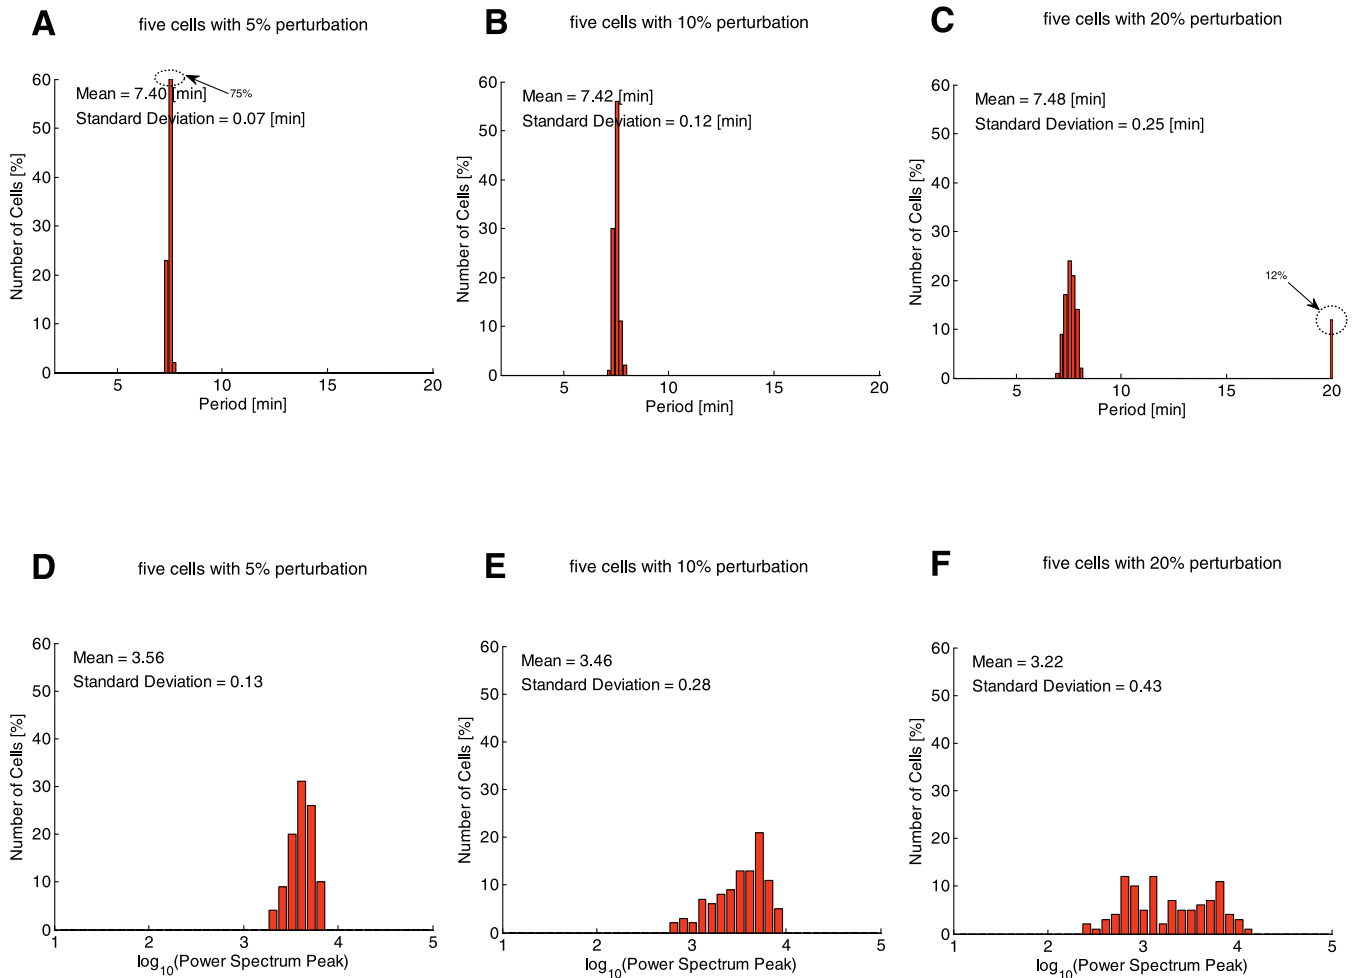 A five cells with 5% perturbation
60
50
40
30
20
10
0
Number of Cells [%]
Mean = 7.40 [min]
Standard Deviation = 0.07 [min]
75%
5 10 15 20
Period [min]
B five cells with 10% perturbation
60
50
40
30
20
10
0
Number of Cells [%]
Mean = 7.42 [min]
Standard Deviation = 0.12 [min]
5 10 15 20
Period [min]
C five cells with 20% perturbation
60
50
40
30
20
10
0
Number of Cells [%]
Mean = 7.48 [min]
Standard Deviation = 0.25 [min]
12%
5 10 15 20
Period [min]
D five cells with 5% perturbation
60
50
40
30
20
10
0
Number of Cells [%]
Mean = 3.56
Standard Deviation = 0.13
1 2 3 4 5
log10(Power Spectrum Peak)
E five cells with 10% perturbation
60
50
40
30
20
10
0
Number of Cells [%]
Mean = 3.46
Standard Deviation = 0.28
1 2 3 4 5
log10(Power Spectrum Peak)
F five cells with 20% perturbation
60
50
40
30
20
10
0
Number of Cells [%]
Mean = 3.22
Standard Deviation = 0.43
1 2 3 4 5
log10(Power Spectrum Peak)